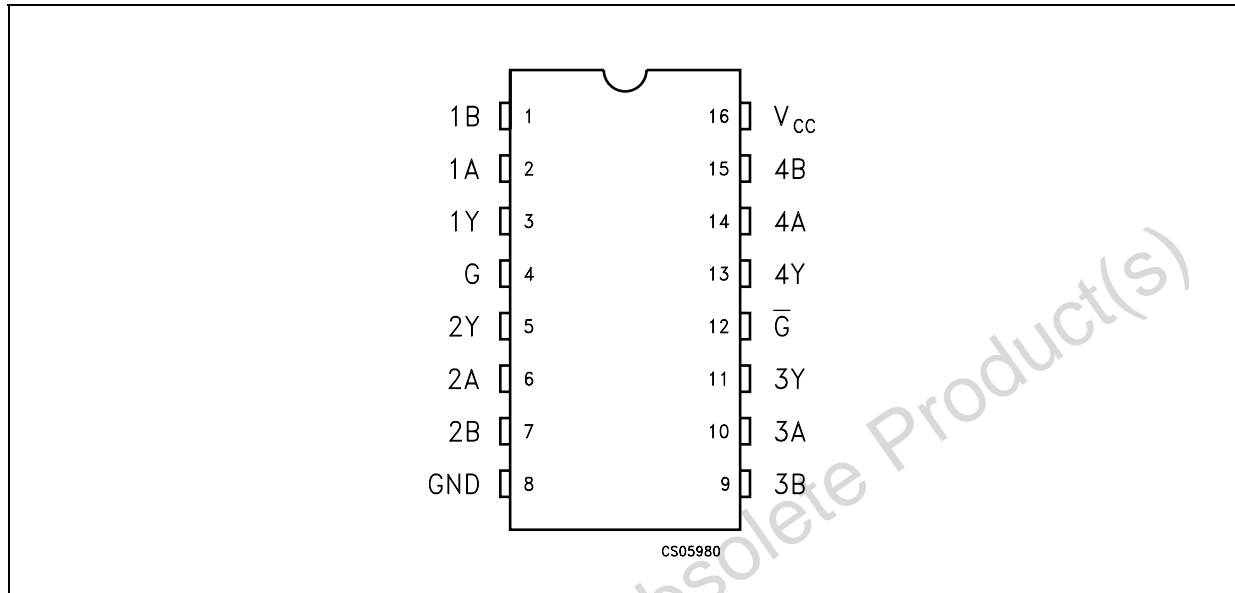 1B 1 16 VCC
1A 2 15 4B
1Y 3 14 4A
G 4 13 4Y
2Y 5 12 G̅
2A 6 11 3Y
2B 7 10 3A
GND 8 9 3B
CS05980
bsolete Product(s)